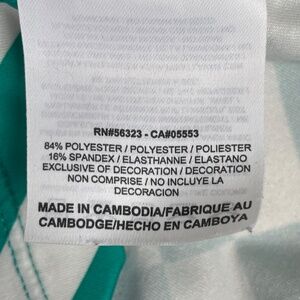 RN#56323 - CA#05553
84% POLYESTER / POLYESTER / POLIESTER
16% SPANDEX / ELASTHANNE / ELASTANO
EXCLUSIVE OF DECORATION / DECORATION
NON COMPRISE / NO INCLUYE LA
DECORACION
MADE IN CAMBODIA/FABRIQUE AU
CAMBODGE/HECHO EN CAMBOYA